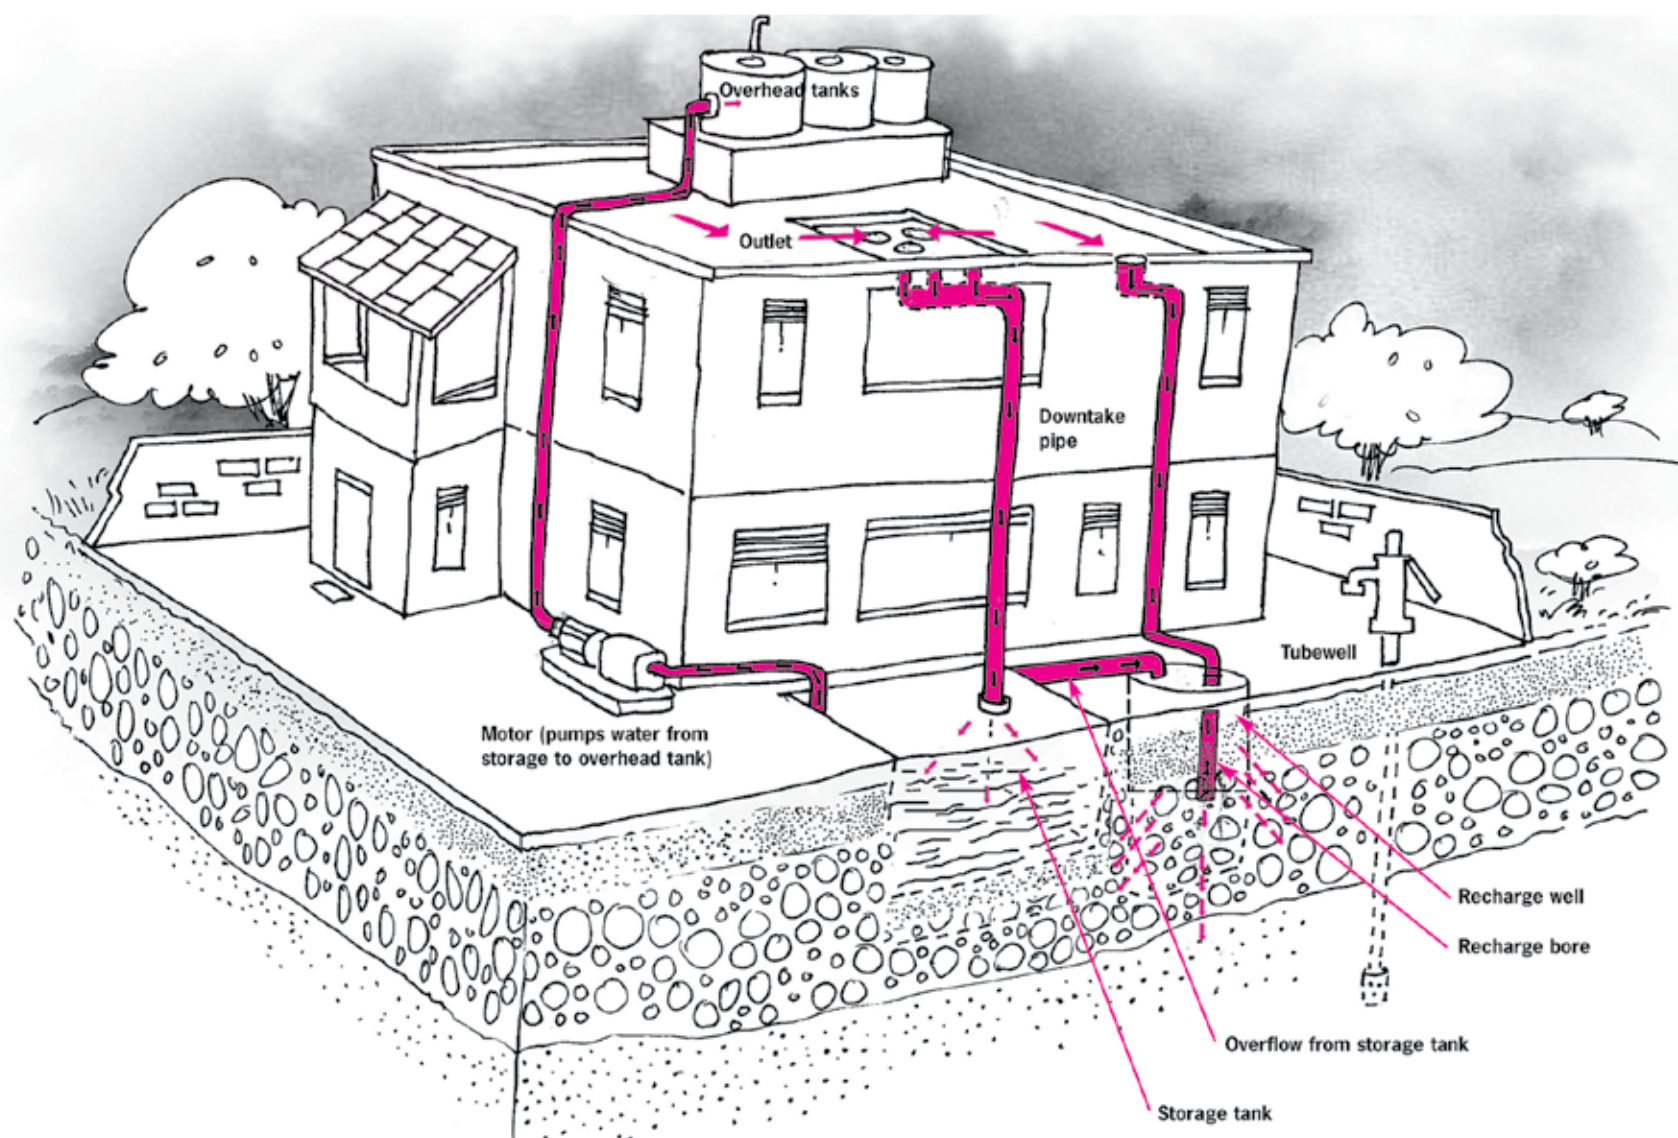 Overhead tanks
Outlet
Downtake
pipe
Tubewell
Motor (pumps water from
storage to overhead tank)
Recharge well
Recharge bore
Overflow from storage tank
Storage tank